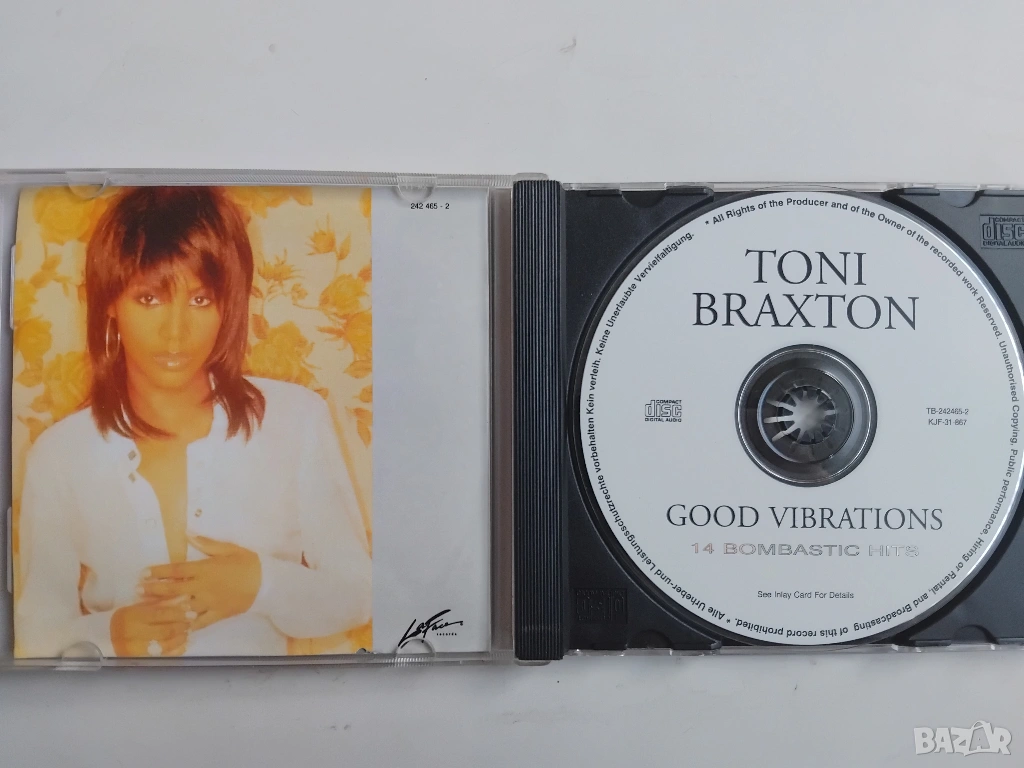 242 465 - 2
LaFace
RECORDS
* All Rights of the Producer and of the Owner of the recorded work Reserved. Unauthorised Copying, Public performance, Hiring or Rental, and Broadcasting of this record prohibited. * Alle Urheber-und Leistungsschutzrechte vorbehalten Kein verleih. Keine Unerlaubte Vervielfältigung.
TONI
BRAXTON
COMPACT
disc
DIGITAL AUDIO
TB-242465-2
KJF-31 867
GOOD VIBRATIONS
14 BOMBASTIC HITS
See Inlay Card For Details
COMPACT
disc
DIGITAL AUDIO
BAZAR